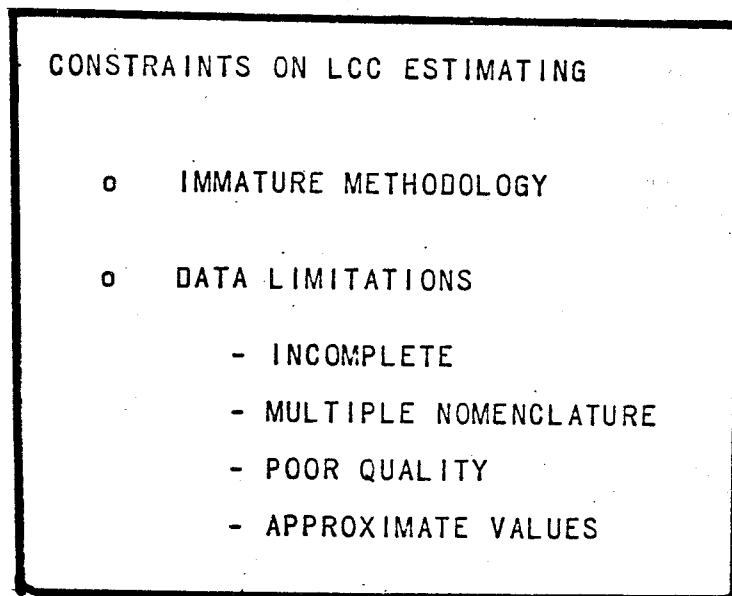 CONSTRAINTS ON LCC ESTIMATING
o IMMATURE METHODOLOGY
o DATA LIMITATIONS
- INCOMPLETE
- MULTIPLE NOMENCLATURE
- POOR QUALITY
- APPROXIMATE VALUES